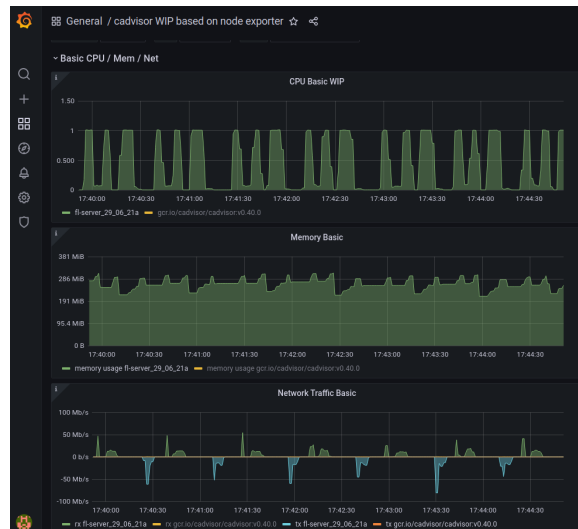 General / cadvisor WIP based on node exporter
Basic CPU / Mem / Net
CPU Basic WIP
1.50
1
0.500
0
17:40:00 17:40:30 17:41:00 17:41:30 17:42:00 17:42:30 17:43:00 17:43:30 17:44:00 17:44:30
fl-server_29_06_21a gcr.io/cadvisor/cadvisor:v0.40.0
Memory Basic
381 MiB
286 MiB
191 MiB
95.4 MiB
0 B
17:40:00 17:40:30 17:41:00 17:41:30 17:42:00 17:42:30 17:43:00 17:43:30 17:44:00 17:44:30
memory usage fl-server_29_06_21a memory usage gcr.io/cadvisor/cadvisor:v0.40.0
Network Traffic Basic
100 Mb/s
50 Mb/s
0 b/s
-50 Mb/s
-100 Mb/s
17:40:00 17:40:30 17:41:00 17:41:30 17:42:00 17:42:30 17:43:00 17:43:30 17:44:00 17:44:30
rx fl-server_29_06_21a rx gcr.io/cadvisor/cadvisor:v0.40.0 tx fl-server_29_06_21a tx gcr.io/cadvisor/cadvisor:v0.40.0